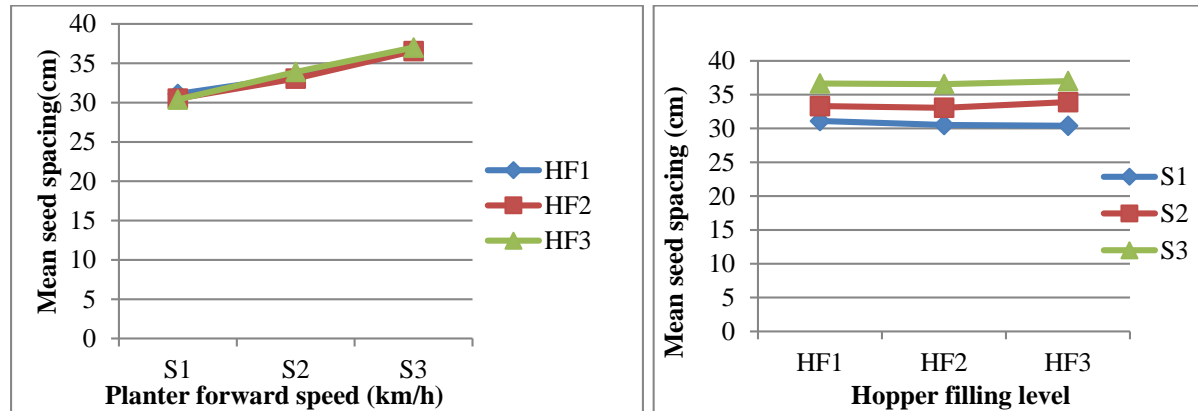 Mean seed spacing(cm)
40
35
30
25
20
15
10
5
0
S1 S2 S3
Planter forward speed (km/h)
HF1
HF2
HF3
Mean seed spacing (cm)
40
35
30
25
20
15
10
5
0
HF1 HF2 HF3
Hopper filling level
S1
S2
S3